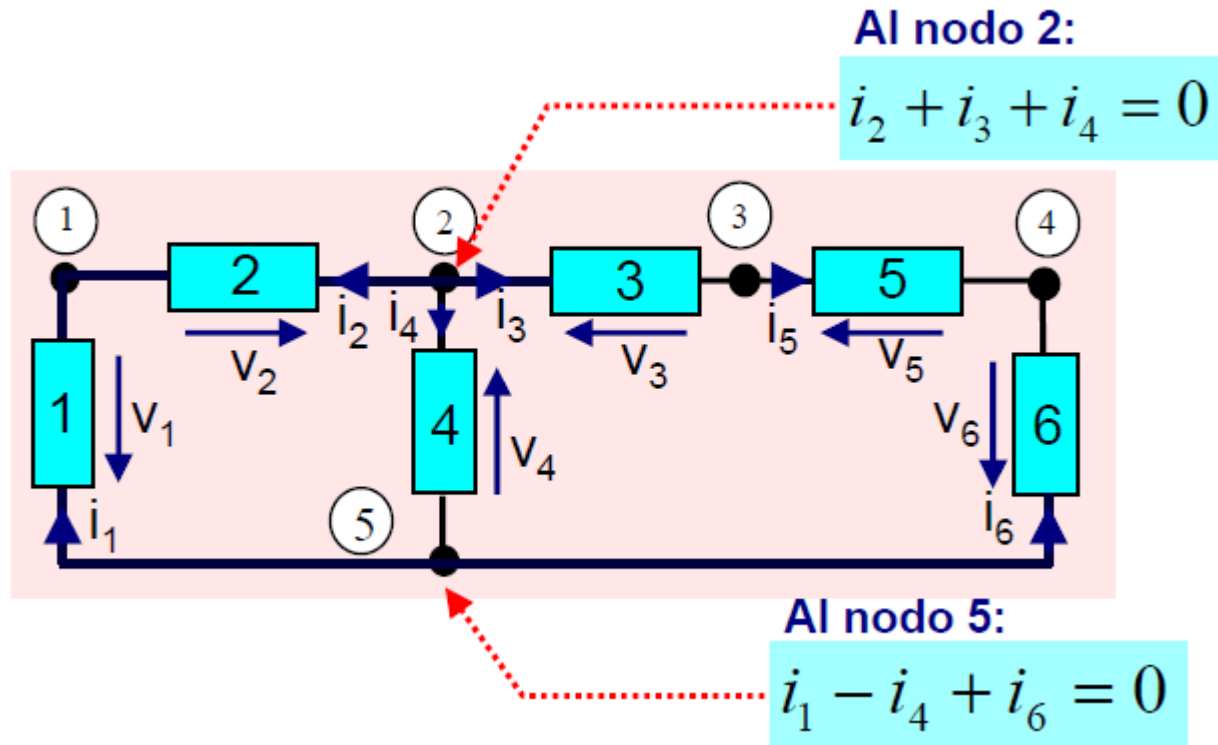 Al nodo 2:
i₂ + i₃ + i₄ = 0
1
2
3
4
2
3
5
i₂
i₄
i₃
i₅
v₂
v₃
v₅
1
v₁
4
v₄
v₆
6
5
i₁
i₆
Al nodo 5:
i₁ − i₄ + i₆ = 0